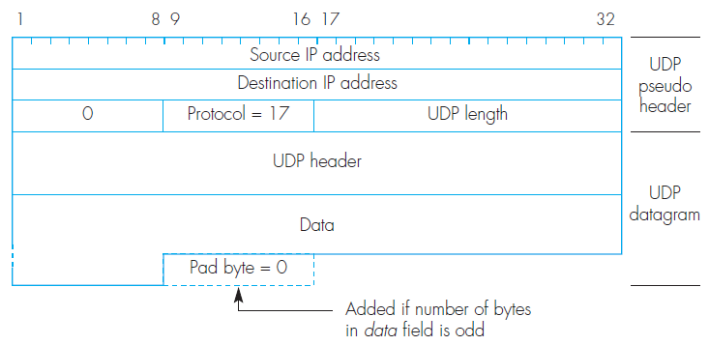 1 8 9 16 17 32
Source IP address
Destination IP address
0 Protocol = 17 UDP length
UDP
pseudo
header
UDP header
Data
UDP
datagram
Pad byte = 0
Added if number of bytes
in data field is odd